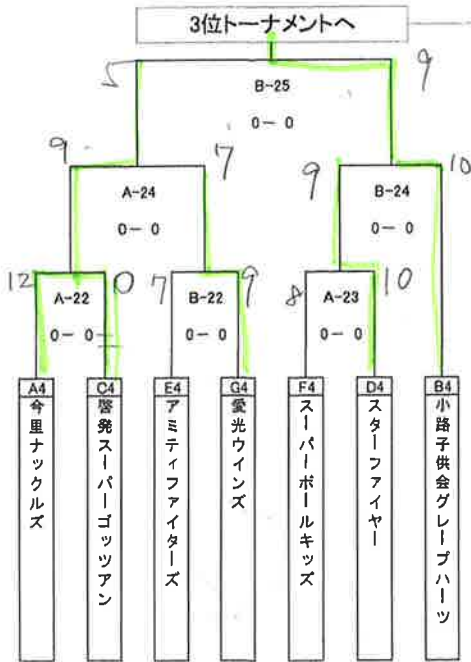 3位トーナメントへ
5
9
B-25
0-0
9
7
9
10
A-24
0-0
B-24
0-0
12
10
7
9
8
10
A-22
0-0
B-22
0-0
A-23
0-0
A4
C4
E4
G4
F4
D4
B4
今里ナックルズ
啓発スーパーゴッツアン
アミティファイターズ
愛光ウインズ
スーパーボールキッズ
スターファイヤー
小路子供会グレープハーツ